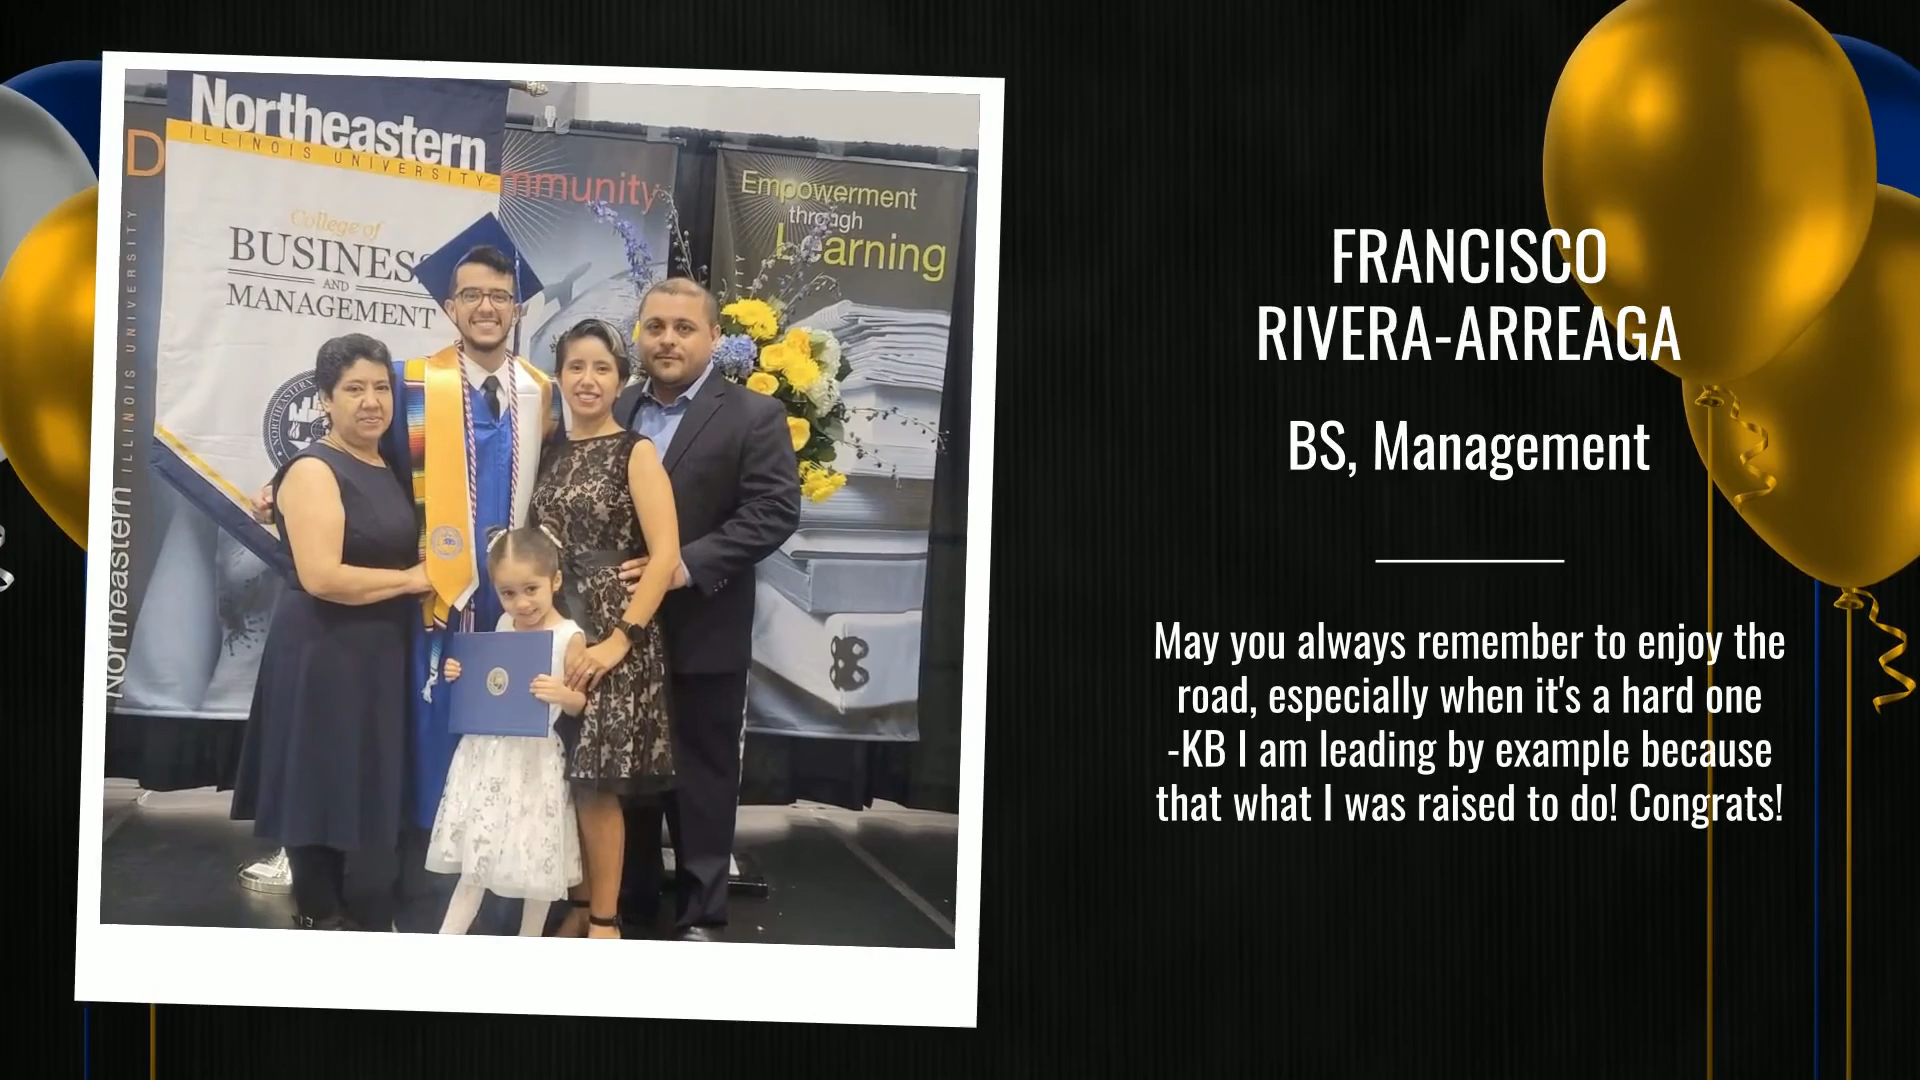 Northeastern
ILLINOIS UNIVERSITY
D
mmunity
College of
BUSINESS
AND
MANAGEMENT
Empowerment
through
Learning
Northeastern ILLINOIS UNIVERSITY
FRANCISCO
RIVERA-ARREAGA
BS, Management
May you always remember to enjoy the
road, especially when it's a hard one
-KB I am leading by example because
that what I was raised to do! Congrats!